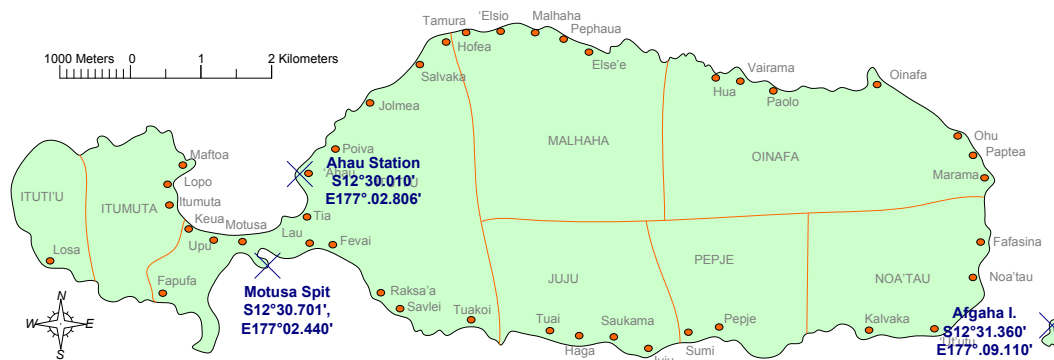 'Elsio
Malhaha
Tamura
Pephaua
Hofea
Else'e
1000 Meters 0 1 2 Kilometers
Salvaka
Vairama
Oinafa
Hua
Paolo
Jolmea
MALHAHA
Ohu
Poiva
OINAFA
Paptea
Maftoa
Ahau Station
S12°30.010'
E177°.02.806'
'Ahau
Marama
ITUTI'U
Lopo
ITUMUTA
Itumuta
Keua
Motusa
Tia
Upu
Lau
Fevai
Losa
Fafasina
PEPJE
Fapufa
JUJU
NOA'TAU
Noa'tau
Motusa Spit
S12°30.701',
E177°02.440'
Raksa'a
Savlei
Tuakoi
Tuai
Saukama
Haga
Juju
Sumi
Pepje
Kalvaka
'Ut'utu
Afgaha I.
S12°31.360'
E177°.09.110'
N
W E
S